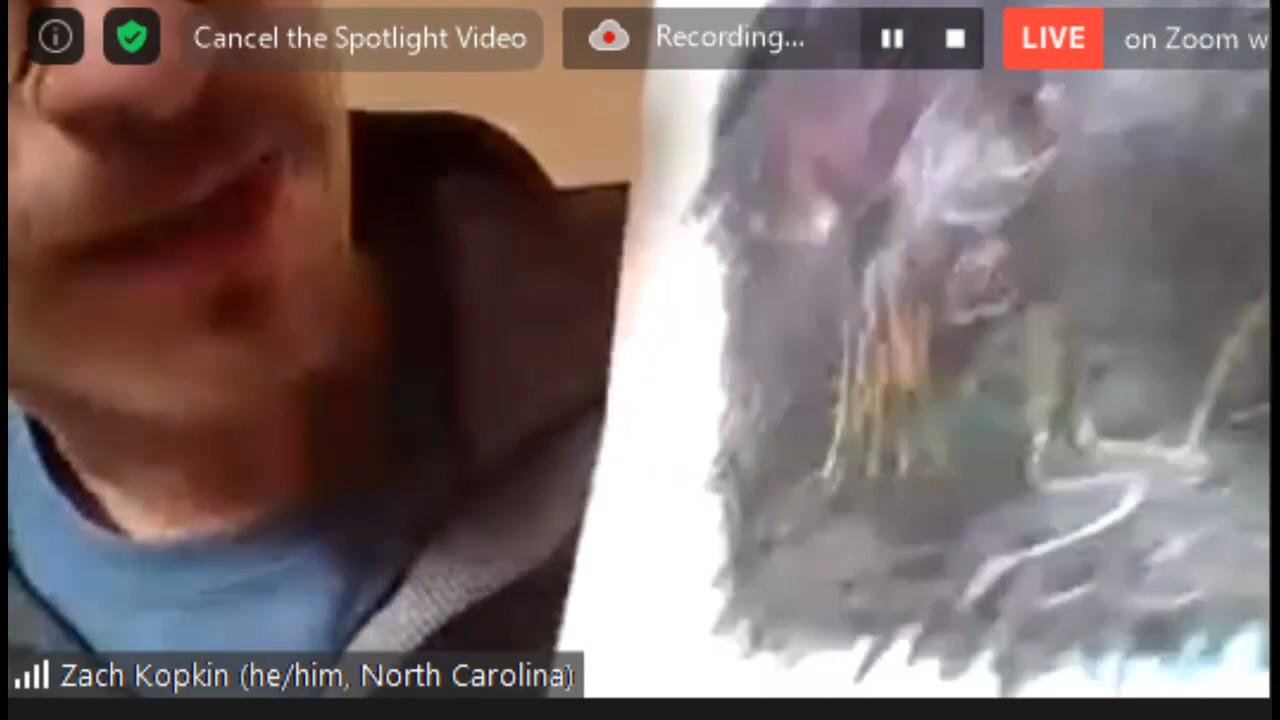 Cancel the Spotlight Video
Recording...
LIVE on Zoom w
Zach Kopkin (he/him, North Carolina)